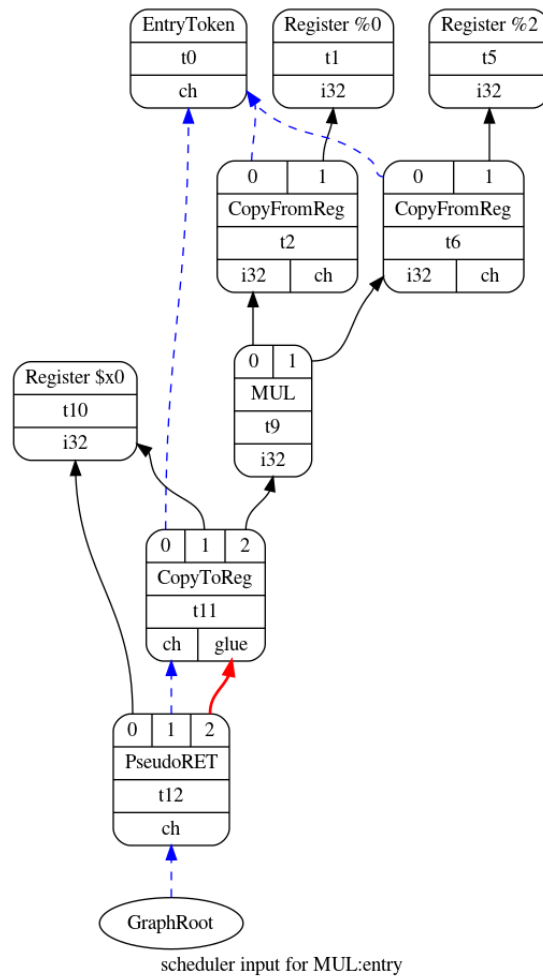 EntryToken
t0
ch
Register %0
t1
i32
Register %2
t5
i32
0 1
CopyFromReg
t2
i32 ch
0 1
CopyFromReg
t6
i32 ch
0 1
MUL
t9
i32
Register $x0
t10
i32
0 1 2
CopyToReg
t11
ch glue
0 1 2
PseudoRET
t12
ch
GraphRoot
scheduler input for MUL:entry